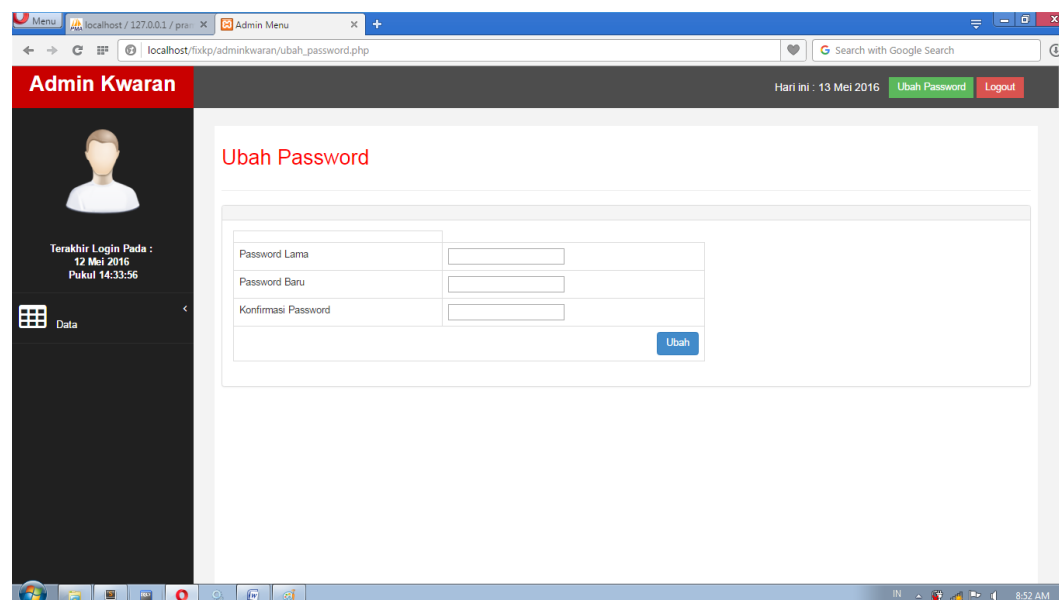 Menu
localhost / 127.0.0.1 / pra
Admin Menu
localhost/fixkp/adminkwaran/ubah_password.php
Search with Google Search
Admin Kwaran
Hari ini : 13 Mei 2016
Ubah Password
Logout
Ubah Password
Terakhir Login Pada :
12 Mei 2016
Pukul 14:33:56
Data
Password Lama
Password Baru
Konfirmasi Password
Ubah
IN
8:52 AM